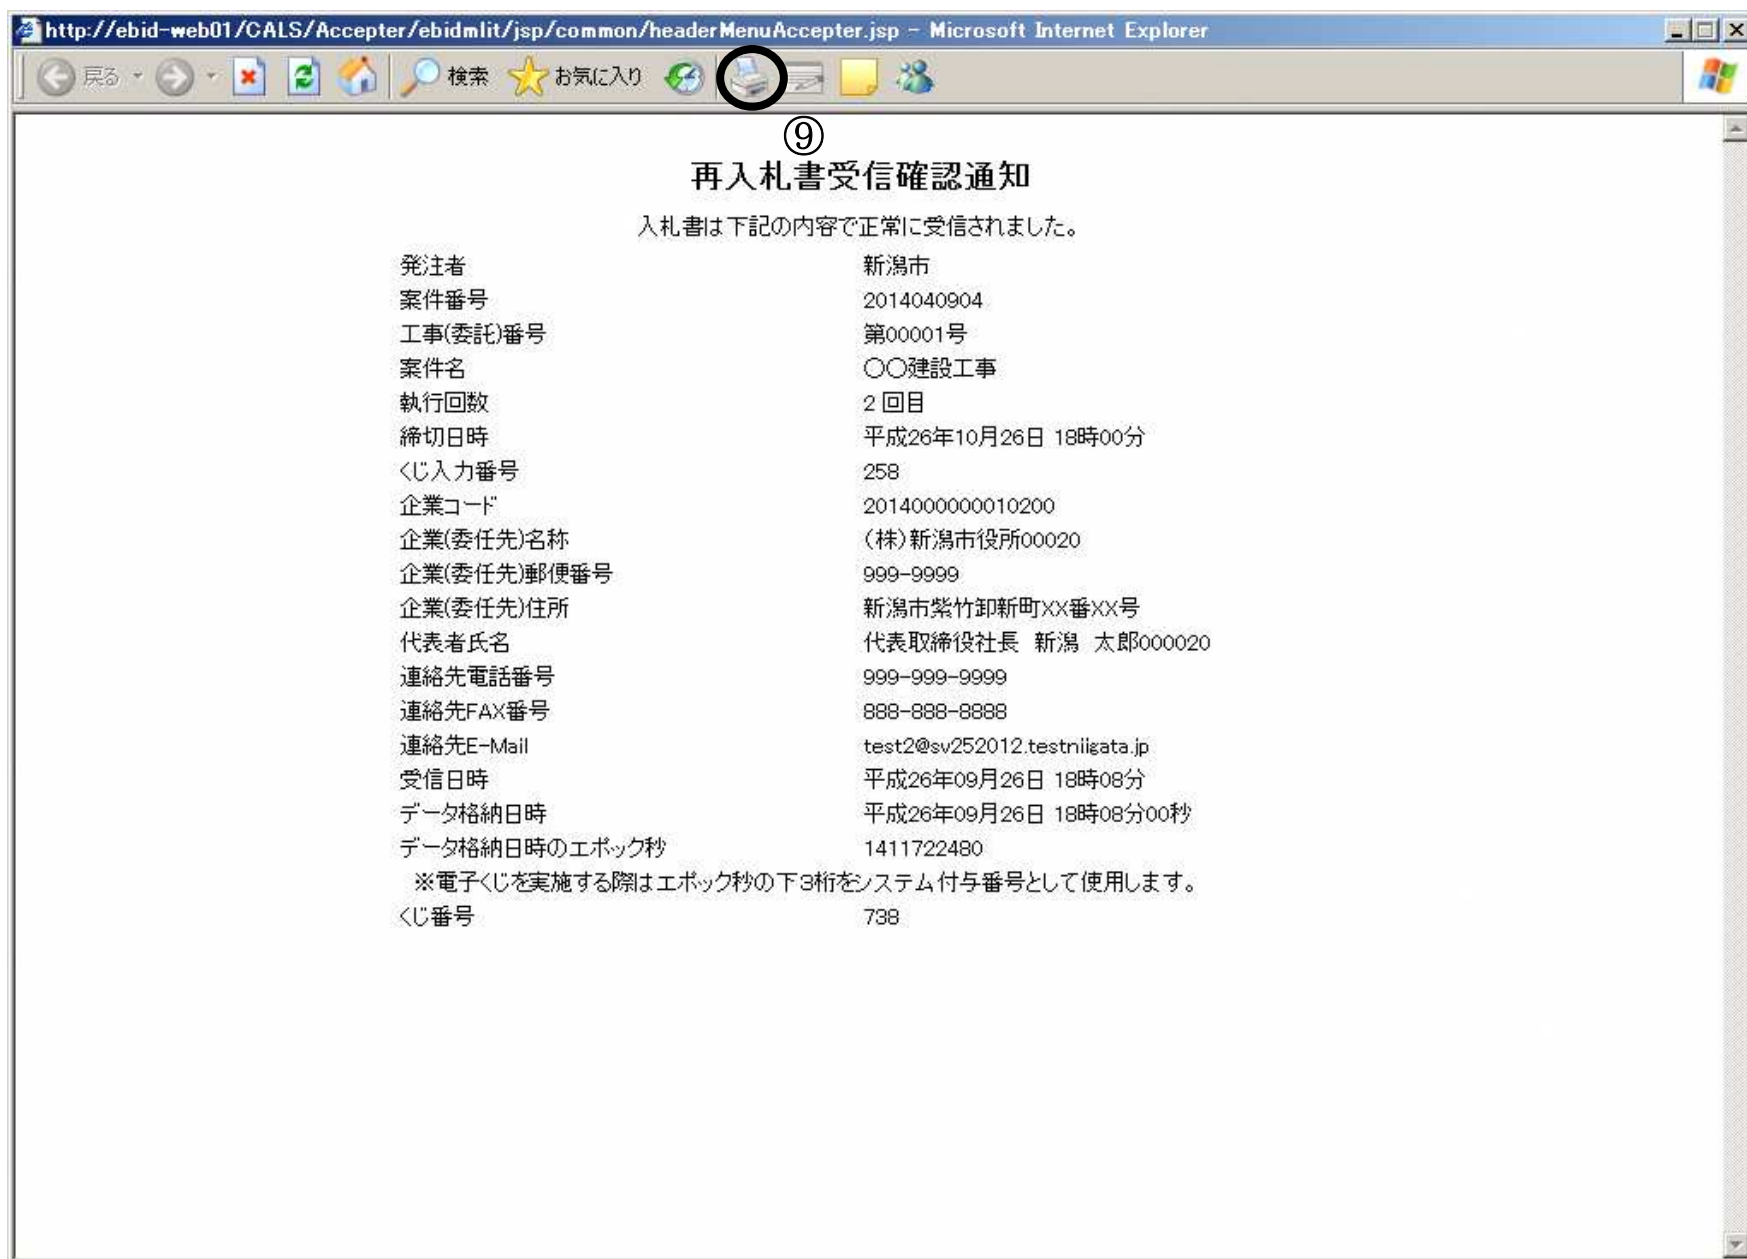 http://ebid-web01/CALS/Accepter/ebidmlit/jsp/common/headerMenuAccepter.jsp - Microsoft Internet Explorer
戻る 検索 お気に入り
⑨
再入札書受信確認通知
入札書は下記の内容で正常に受信されました。
発注者 新潟市
案件番号 2014040904
工事(委託)番号 第00001号
案件名 〇〇建設工事
執行回数 2 回目
締切日時 平成26年10月26日 18時00分
くじ入力番号 258
企業コード 2014000000010200
企業(委任先)名称 (株)新潟市役所00020
企業(委任先)郵便番号 999-9999
企業(委任先)住所 新潟市紫竹卸新町XX番XX号
代表者氏名 代表取締役社長 新潟 太郎000020
連絡先電話番号 999-999-9999
連絡先FAX番号 888-888-8888
連絡先E-Mail test2@sv252012.testniigata.jp
受信日時 平成26年09月26日 18時08分
データ格納日時 平成26年09月26日 18時08分00秒
データ格納日時のエポック秒 1411722480
※電子くじを実施する際はエポック秒の下3桁をシステム付与番号として使用します。
くじ番号 738